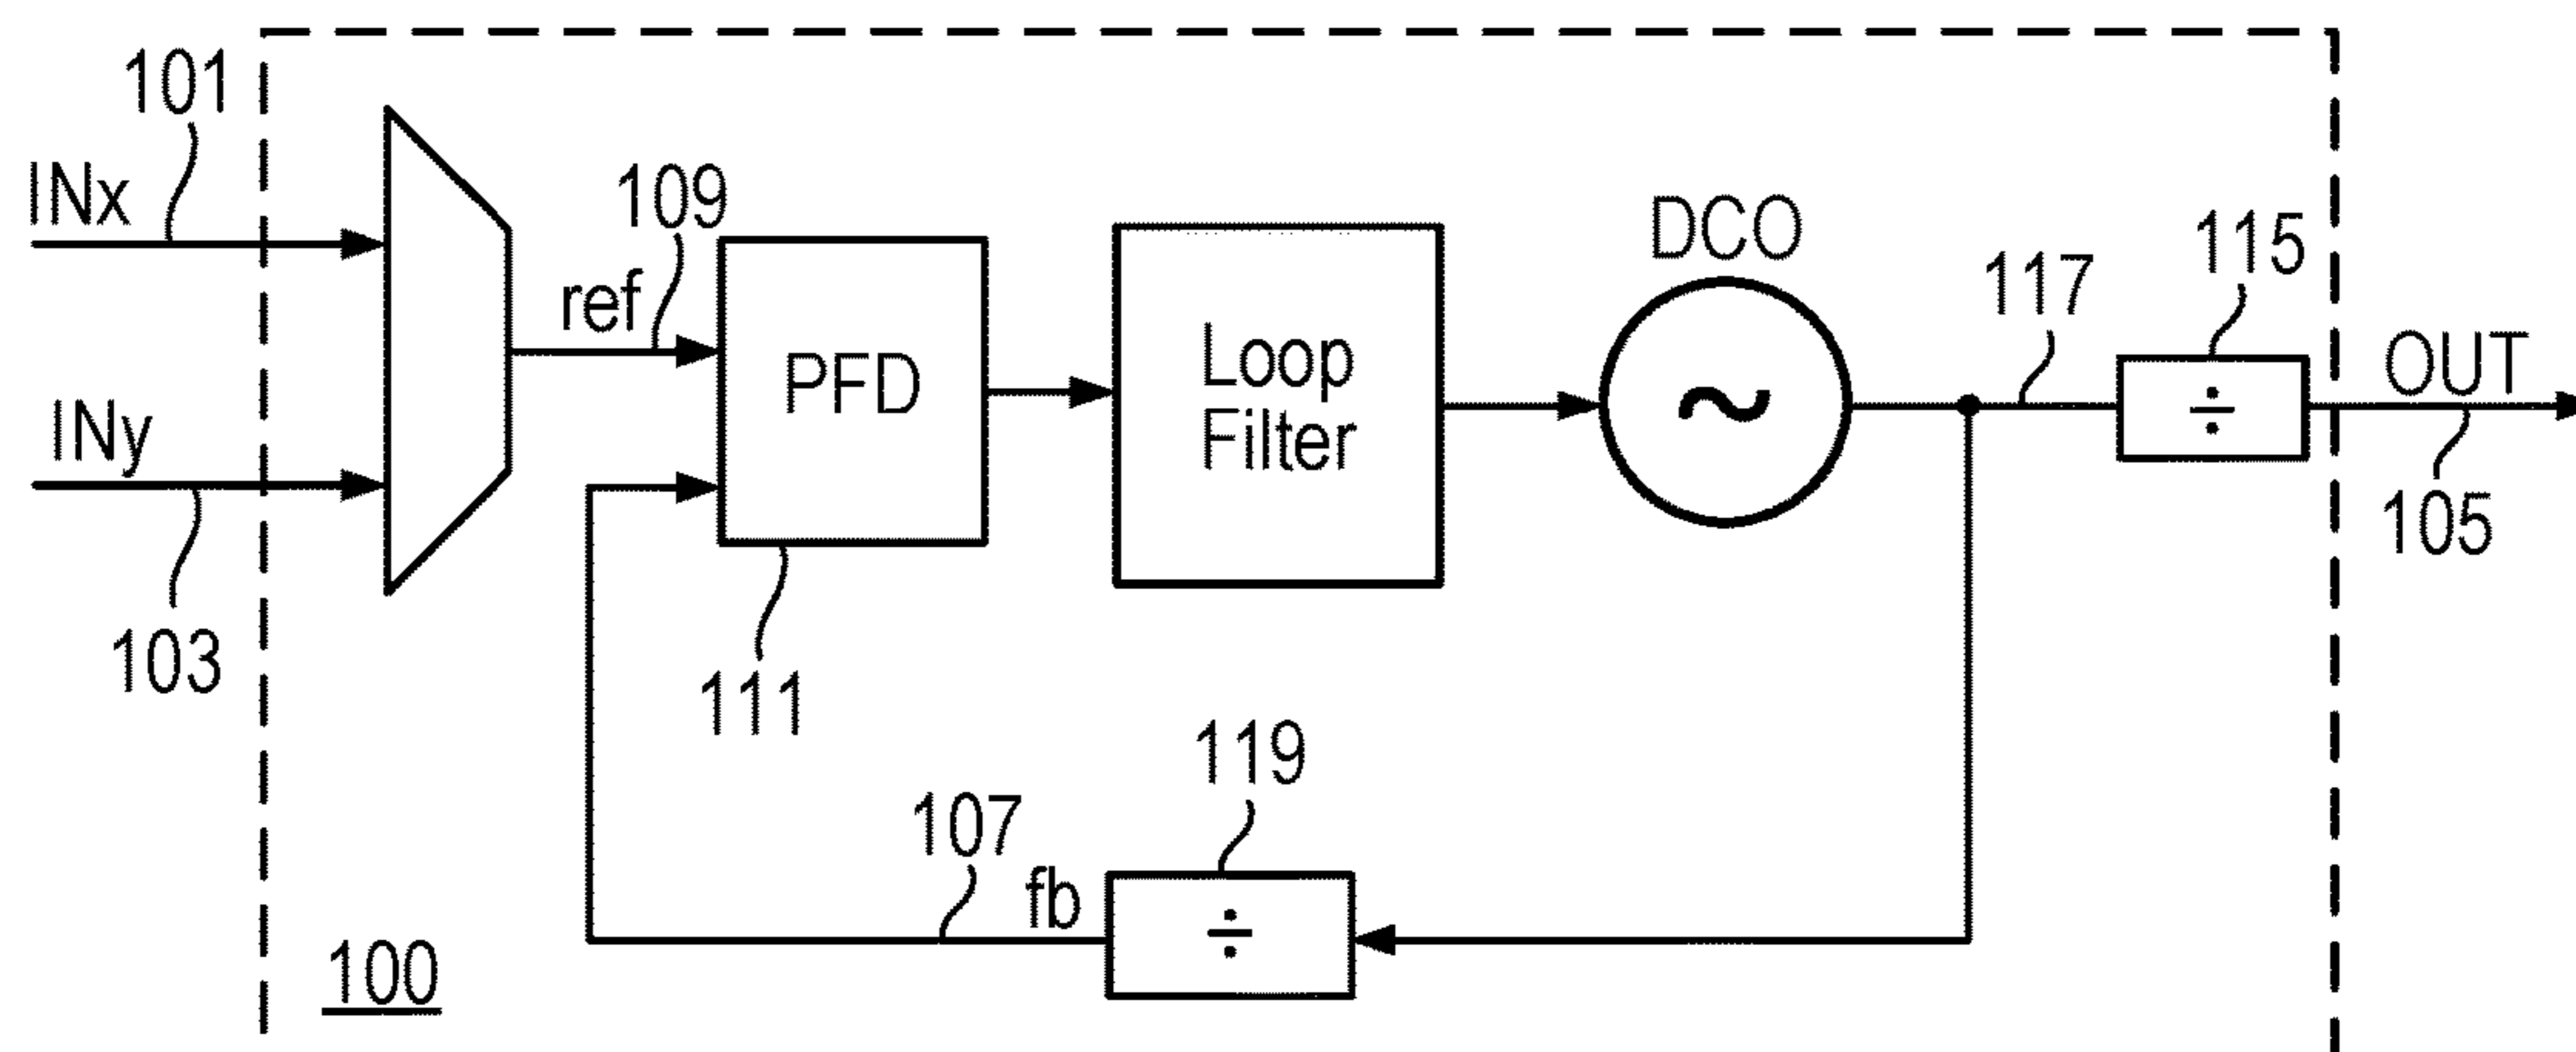 101
INx
109
ref
DCO
117
115
PFD
Loop
Filter
÷
OUT
INy
105
103
111
119
107
fb
÷
100